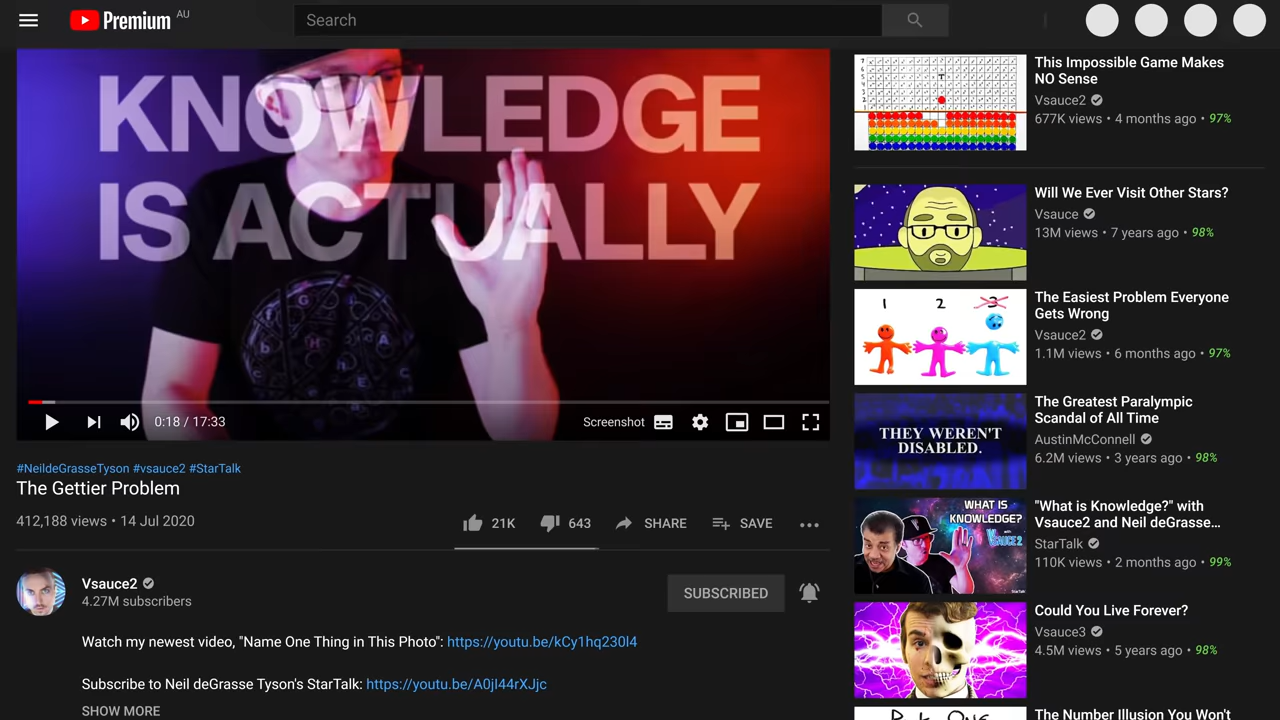 Premium AU
Search
KNOWLEDGE
IS ACTUALLY
0:18 / 17:33
Screenshot
#NeildeGrasseTyson #vsauce2 #StarTalk
The Gettier Problem
412,188 views • 14 Jul 2020
21K
643
SHARE
SAVE
Vsauce2
4.27M subscribers
SUBSCRIBED
Watch my newest video, "Name One Thing in This Photo": https://youtu.be/kCy1hq230l4
Subscribe to Neil deGrasse Tyson's StarTalk: https://youtu.be/A0jI44rXJjc
SHOW MORE
This Impossible Game Makes
NO Sense
Vsauce2
677K views • 4 months ago • 97%
Will We Ever Visit Other Stars?
Vsauce
13M views • 7 years ago • 98%
1 2 3
The Easiest Problem Everyone
Gets Wrong
Vsauce2
1.1M views • 6 months ago • 97%
THEY WEREN'T
DISABLED.
The Greatest Paralympic
Scandal of All Time
AustinMcConnell
6.2M views • 3 years ago • 98%
WHAT IS
KNOWLEDGE?
WITH
VSAUCE2
StarTalk
"What is Knowledge?" with
Vsauce2 and Neil deGrasse...
StarTalk
110K views • 2 months ago • 99%
Could You Live Forever?
Vsauce3
4.5M views • 5 years ago • 98%
The Number Illusion You Won't